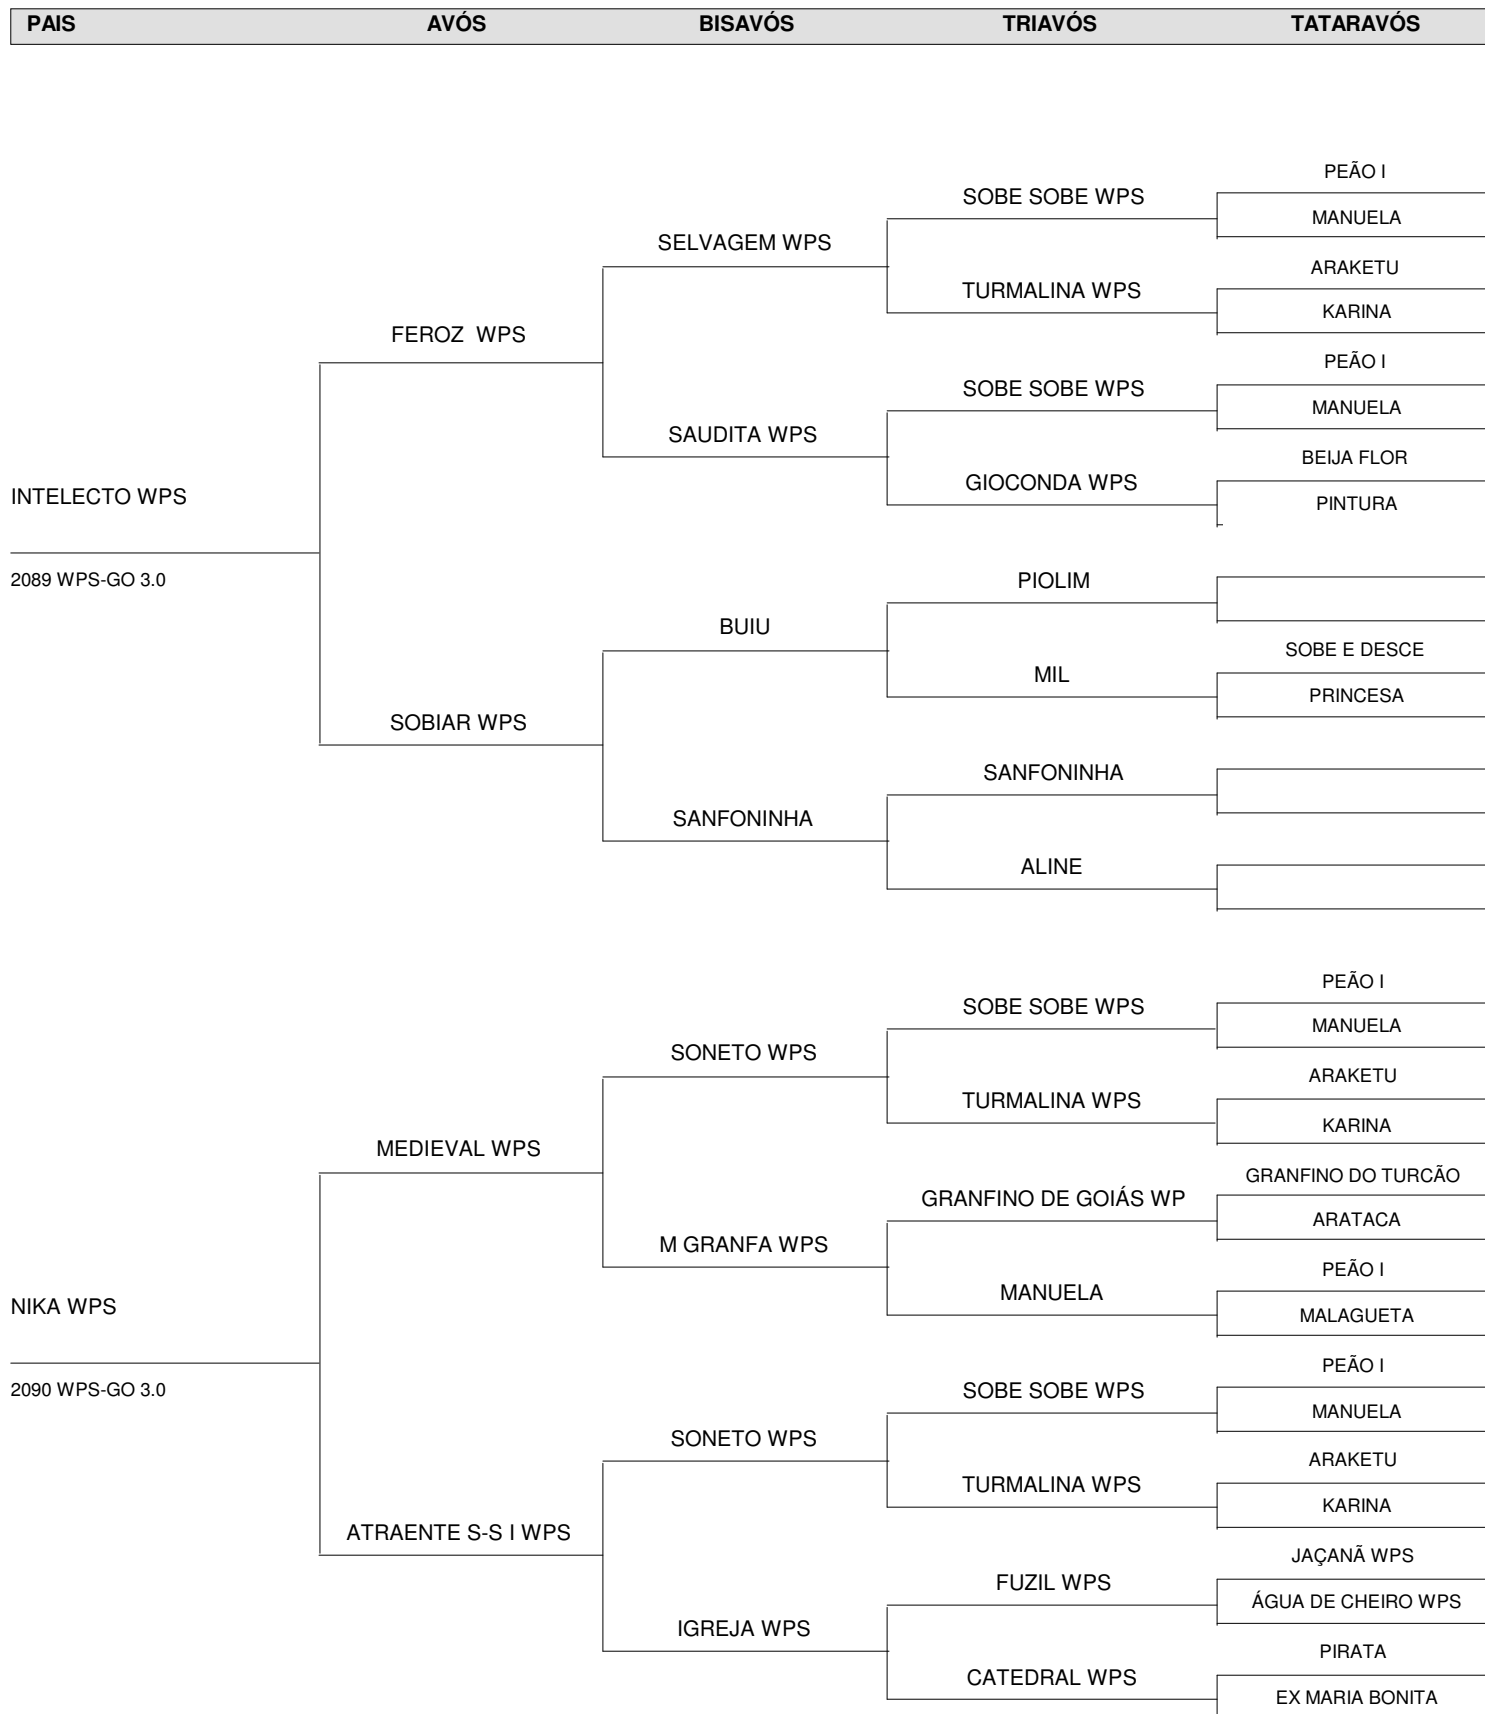 PAIS AVÓS BISAVÓS TRIAVÓS TATARAVÓS
PEÃO I
SOBE SOBE WPS
MANUELA
SELVAGEM WPS
ARAKETU
TURMALINA WPS
KARINA
FEROZ WPS
PEÃO I
SOBE SOBE WPS
MANUELA
SAUDITA WPS
BEIJA FLOR
GIOCONDA WPS
INTELECTO WPS
PINTURA
2089 WPS-GO 3.0
PIOLIM
BUIU
SOBE E DESCE
MIL
PRINCESA
SOBIAR WPS
SANFONINHA
SANFONINHA
ALINE
PEÃO I
SOBE SOBE WPS
MANUELA
SONETO WPS
ARAKETU
TURMALINA WPS
KARINA
MEDIEVAL WPS
GRANFINO DO TURCÃO
GRANFINO DE GOIÁS WP
ARATACA
M GRANFA WPS
PEÃO I
MANUELA
NIKA WPS
MALAGUETA
PEÃO I
2090 WPS-GO 3.0
SOBE SOBE WPS
MANUELA
SONETO WPS
ARAKETU
TURMALINA WPS
KARINA
ATRAENTE S-S I WPS
JAÇANÃ WPS
FUZIL WPS
ÁGUA DE CHEIRO WPS
IGREJA WPS
PIRATA
CATEDRAL WPS
EX MARIA BONITA